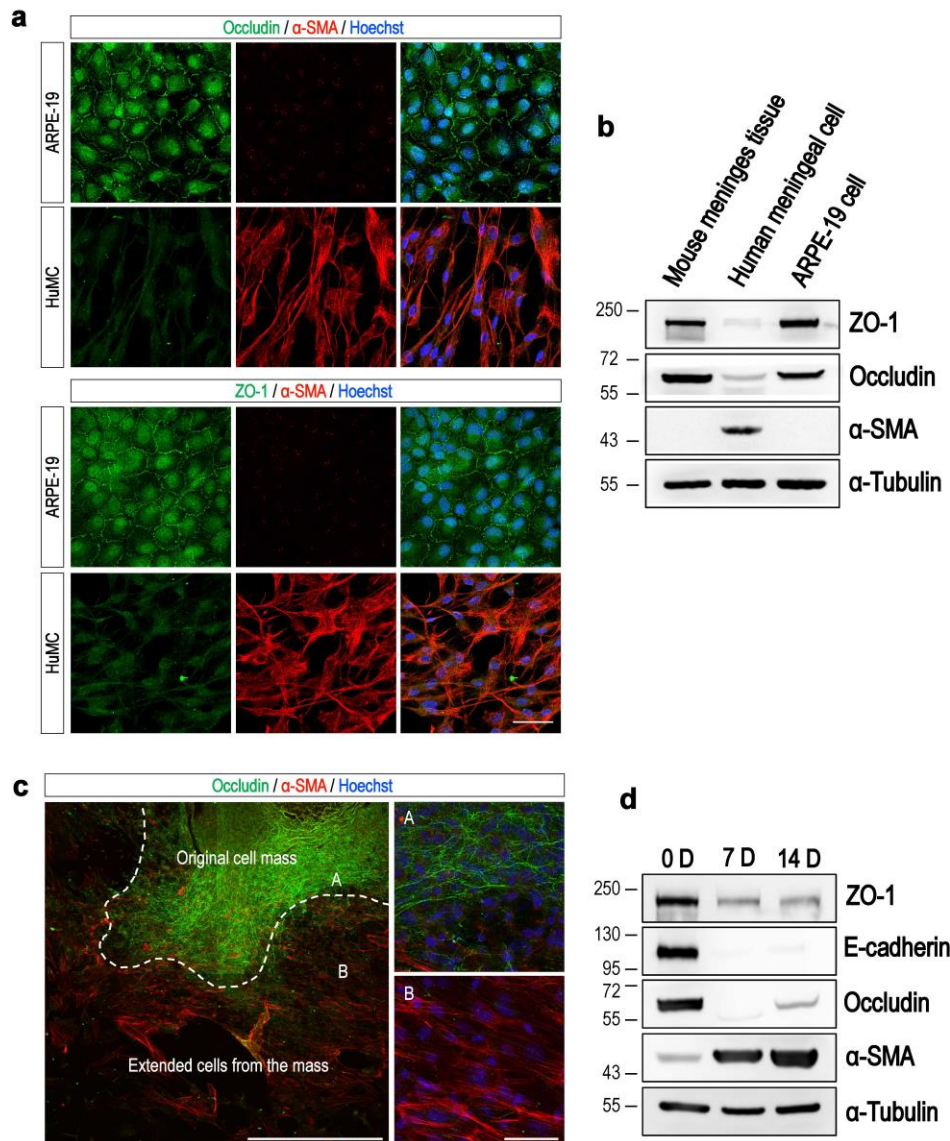 a
Occludin / α-SMA / Hoechst
ARPE-19
HuMC
ZO-1 / α-SMA / Hoechst
ARPE-19
HuMC
b
Mouse meninges tissue
Human meningeal cell
ARPE-19 cell
250
ZO-1
72
Occludin
55
α-SMA
43
55
α-Tubulin
c
Occludin / α-SMA / Hoechst
Original cell mass
A
B
Extended cells from the mass
A
B
d
0 D 7 D 14 D
250
ZO-1
130
E-cadherin
95
72
Occludin
55
α-SMA
43
55
α-Tubulin